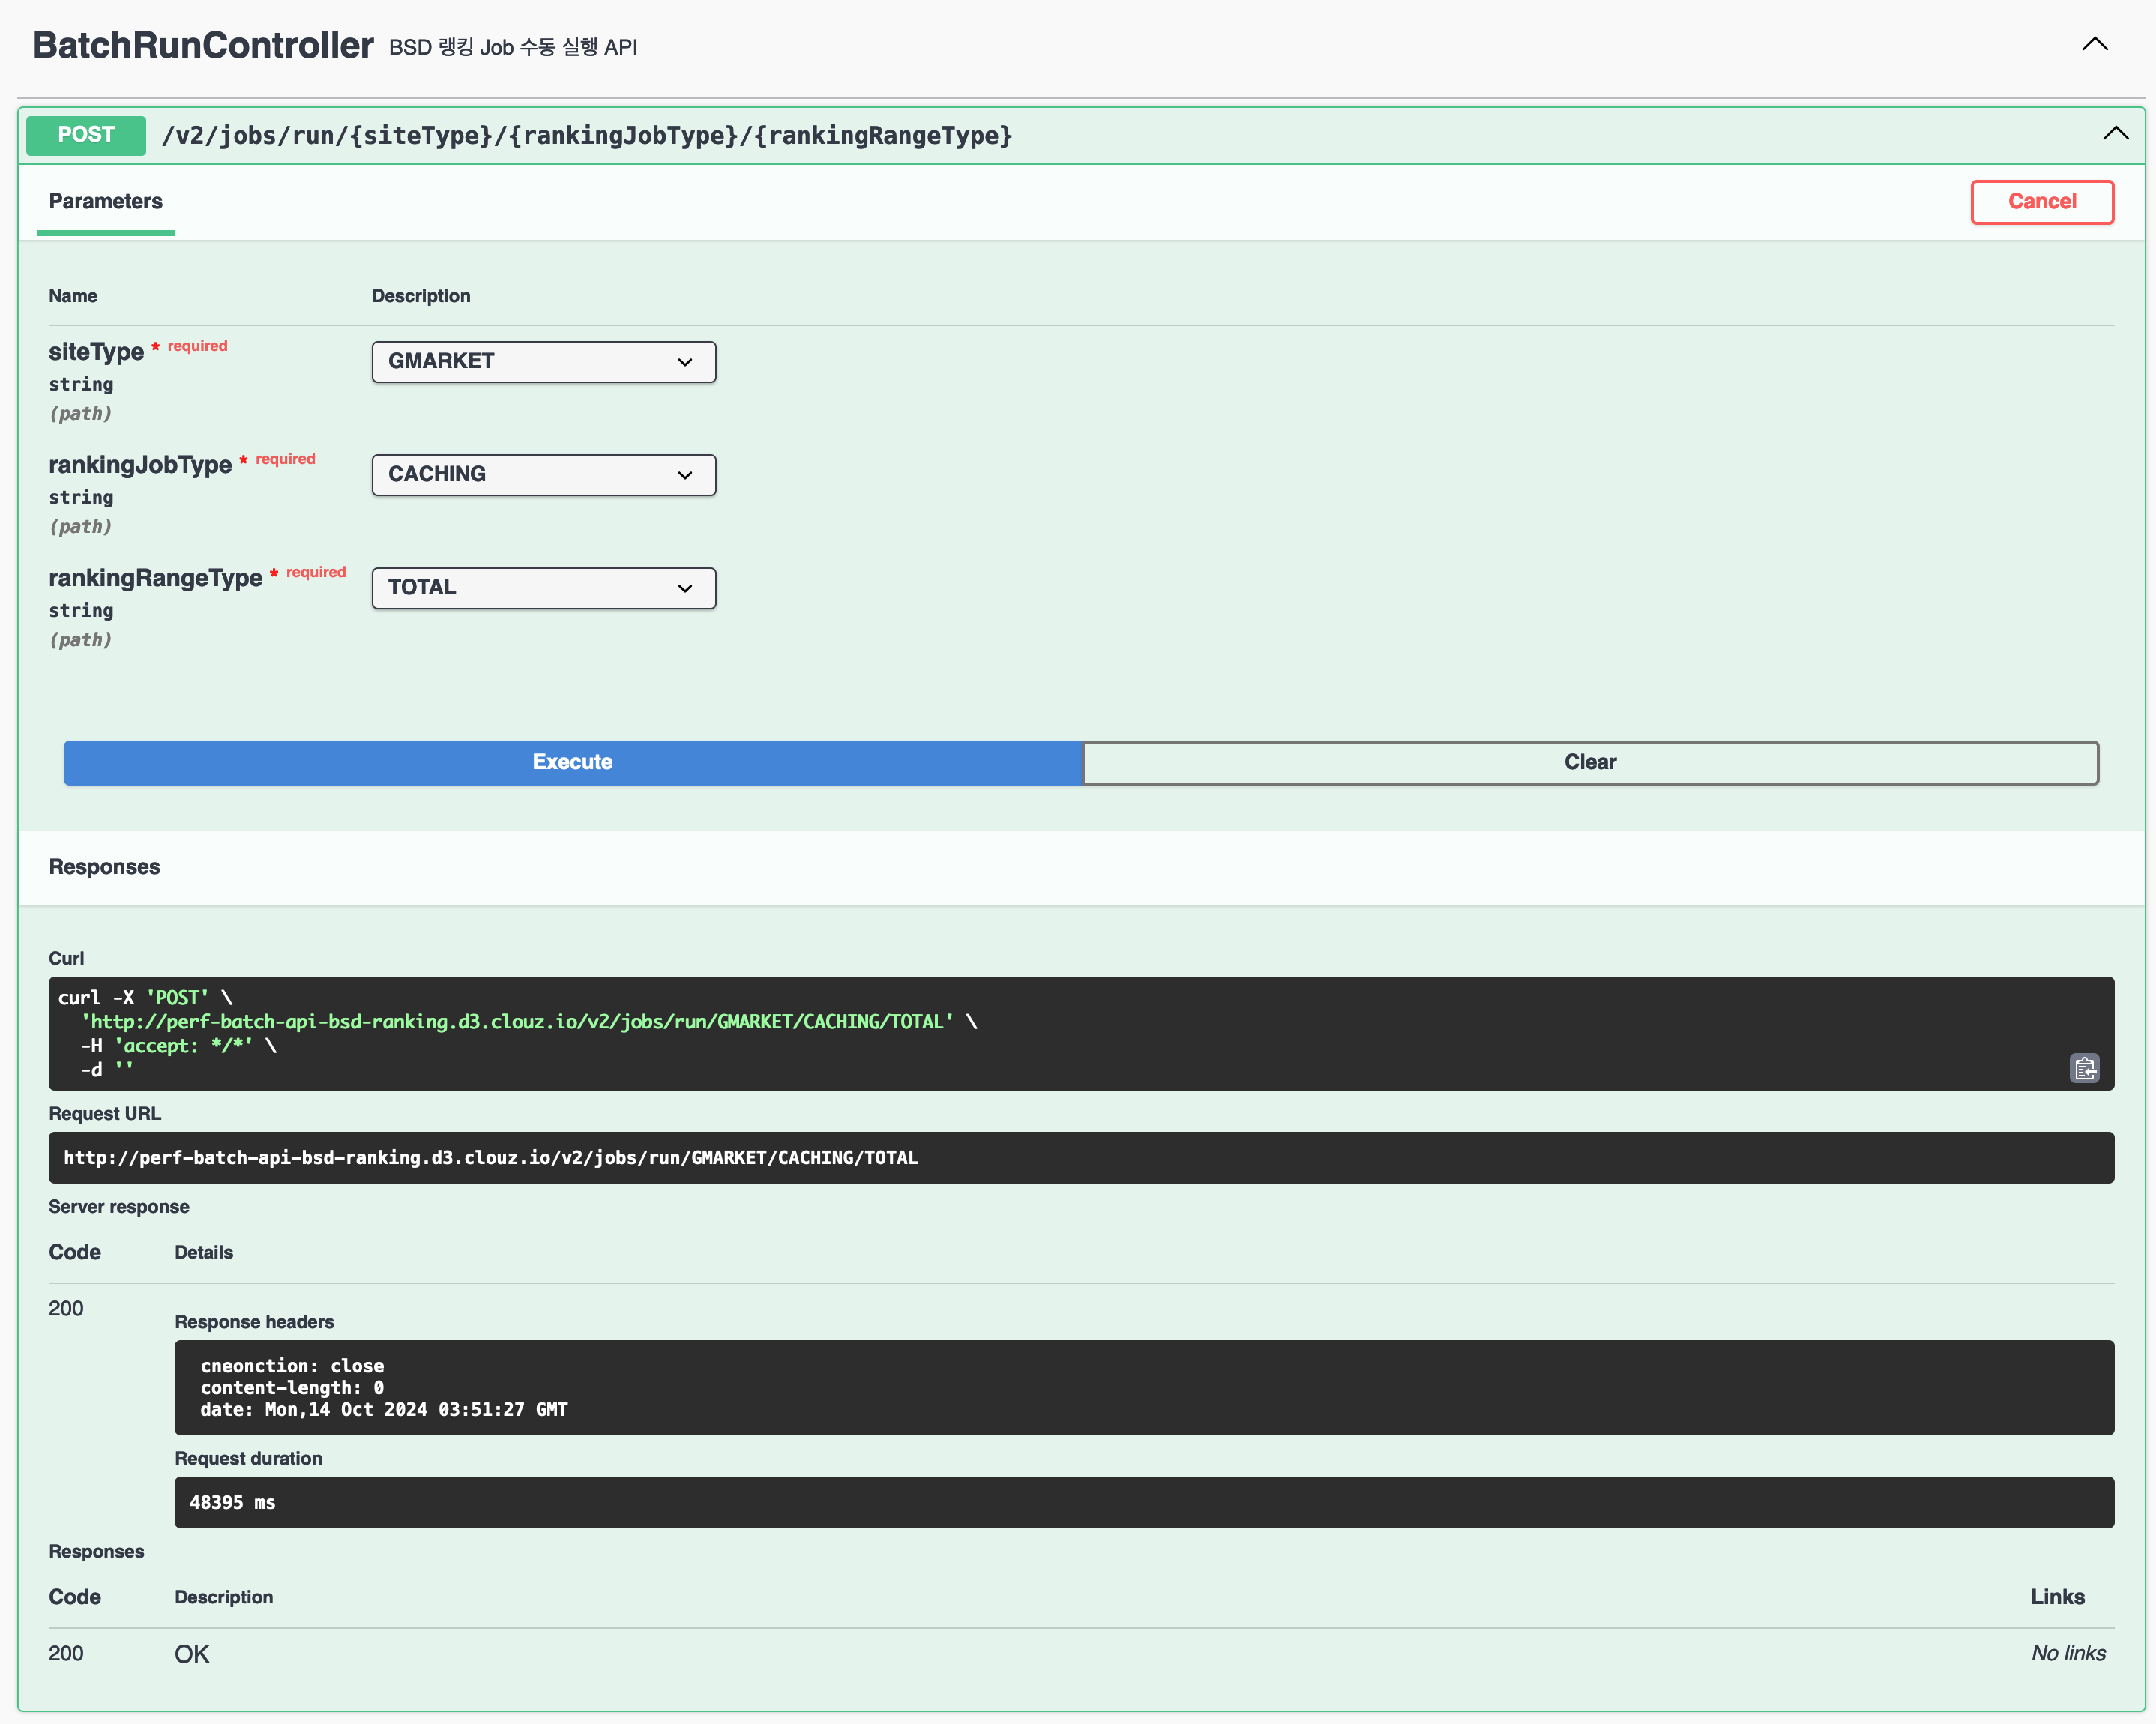 BatchRunController BSD 랭킹 Job 수동 실행 API
POST /v2/jobs/run/{siteType}/{rankingJobType}/{rankingRangeType}
Parameters
Cancel
Name Description
siteType * required
string
(path)
GMARKET
rankingJobType * required
string
(path)
CACHING
rankingRangeType * required
string
(path)
TOTAL
Execute Clear
Responses
Curl
curl -X 'POST' \
'http://perf-batch-api-bsd-ranking.d3.clouz.io/v2/jobs/run/GMARKET/CACHING/TOTAL' \
-H 'accept: */*' \
-d ''
Request URL
http://perf-batch-api-bsd-ranking.d3.clouz.io/v2/jobs/run/GMARKET/CACHING/TOTAL
Server response
Code Details
200
Response headers
cneonction: close
content-length: 0
date: Mon,14 Oct 2024 03:51:27 GMT
Request duration
48395 ms
Responses
Code Description Links
200 OK No links